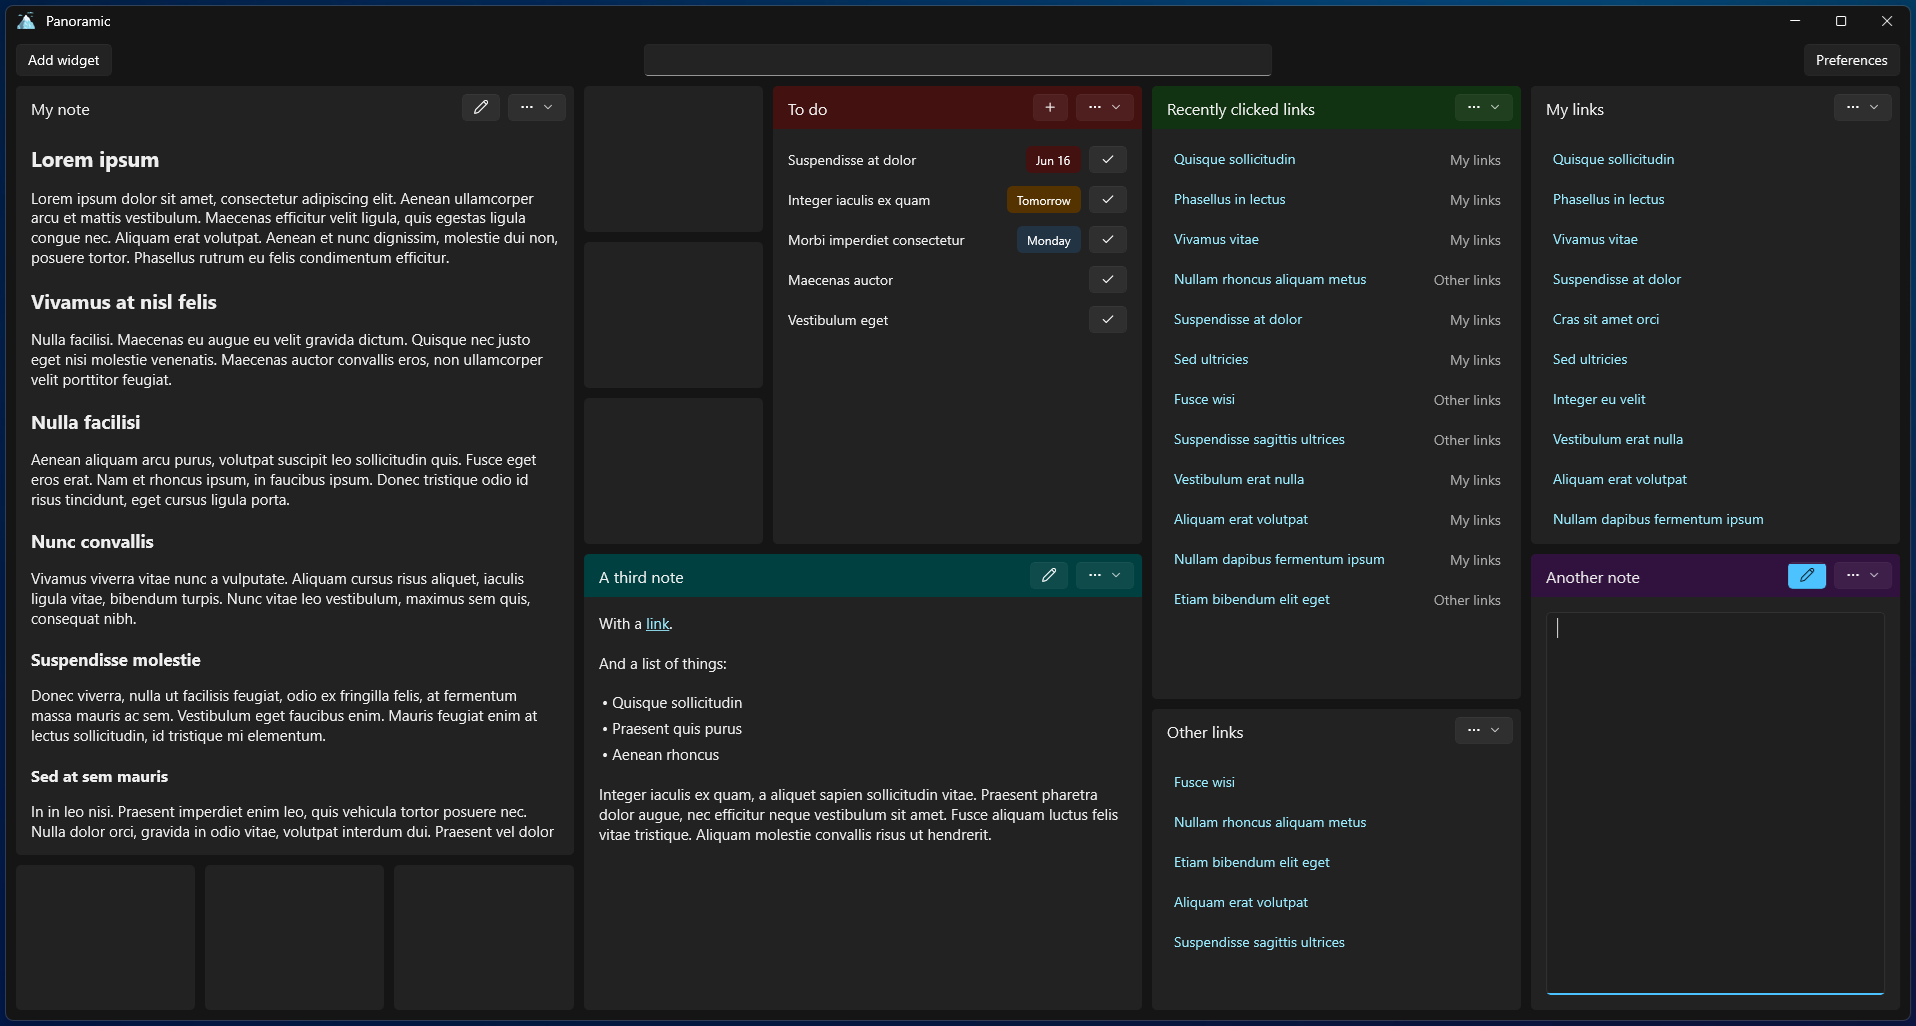 Panoramic
Add widget
Preferences
My note
Lorem ipsum
Lorem ipsum dolor sit amet, consectetur adipiscing elit. Aenean ullamcorper
arcu et mattis vestibulum. Maecenas efficitur velit ligula, quis egestas ligula
congue nec. Aliquam erat volutpat. Aenean et nunc dignissim, molestie dui non,
posuere tortor. Phasellus rutrum eu felis condimentum efficitur.
Vivamus at nisl felis
Nulla facilisi. Maecenas eu augue eu velit gravida dictum. Quisque nec justo
eget nisi molestie venenatis. Maecenas auctor convallis eros, non ullamcorper
velit porttitor feugiat.
Nulla facilisi
Aenean aliquam arcu purus, volutpat suscipit leo sollicitudin quis. Fusce eget
eros erat. Nam et rhoncus ipsum, in faucibus ipsum. Donec tristique odio id
risus tincidunt, eget cursus ligula porta.
Nunc convallis
Vivamus viverra vitae nunc a vulputate. Aliquam cursus risus aliquet, iaculis
ligula vitae, bibendum turpis. Nunc vitae leo vestibulum, maximus sem quis,
consequat nibh.
Suspendisse molestie
Donec viverra, nulla ut facilisis feugiat, odio ex fringilla felis, at fermentum
massa mauris ac sem. Vestibulum eget faucibus enim. Mauris feugiat enim at
lectus sollicitudin, id tristique mi elementum.
Sed at sem mauris
In in leo nisi. Praesent imperdiet enim leo, quis vehicula tortor posuere nec.
Nulla dolor orci, gravida in odio vitae, volutpat interdum dui. Praesent vel dolor
To do
Suspendisse at dolor Jun 16
Integer iaculis ex quam Tomorrow
Morbi imperdiet consectetur Monday
Maecenas auctor
Vestibulum eget
A third note
With a link.
And a list of things:
• Quisque sollicitudin
• Praesent quis purus
• Aenean rhoncus
Integer iaculis ex quam, a aliquet sapien sollicitudin vitae. Praesent pharetra
dolor augue, nec efficitur neque vestibulum sit amet. Fusce aliquam luctus felis
vitae tristique. Aliquam molestie convallis risus ut hendrerit.
Recently clicked links
Quisque sollicitudin My links
Phasellus in lectus My links
Vivamus vitae My links
Nullam rhoncus aliquam metus Other links
Suspendisse at dolor My links
Sed ultricies My links
Fusce wisi Other links
Suspendisse sagittis ultrices Other links
Vestibulum erat nulla My links
Aliquam erat volutpat My links
Nullam dapibus fermentum ipsum My links
Etiam bibendum elit eget Other links
Other links
Fusce wisi
Nullam rhoncus aliquam metus
Etiam bibendum elit eget
Aliquam erat volutpat
Suspendisse sagittis ultrices
My links
Quisque sollicitudin
Phasellus in lectus
Vivamus vitae
Suspendisse at dolor
Cras sit amet orci
Sed ultricies
Integer eu velit
Vestibulum erat nulla
Aliquam erat volutpat
Nullam dapibus fermentum ipsum
Another note